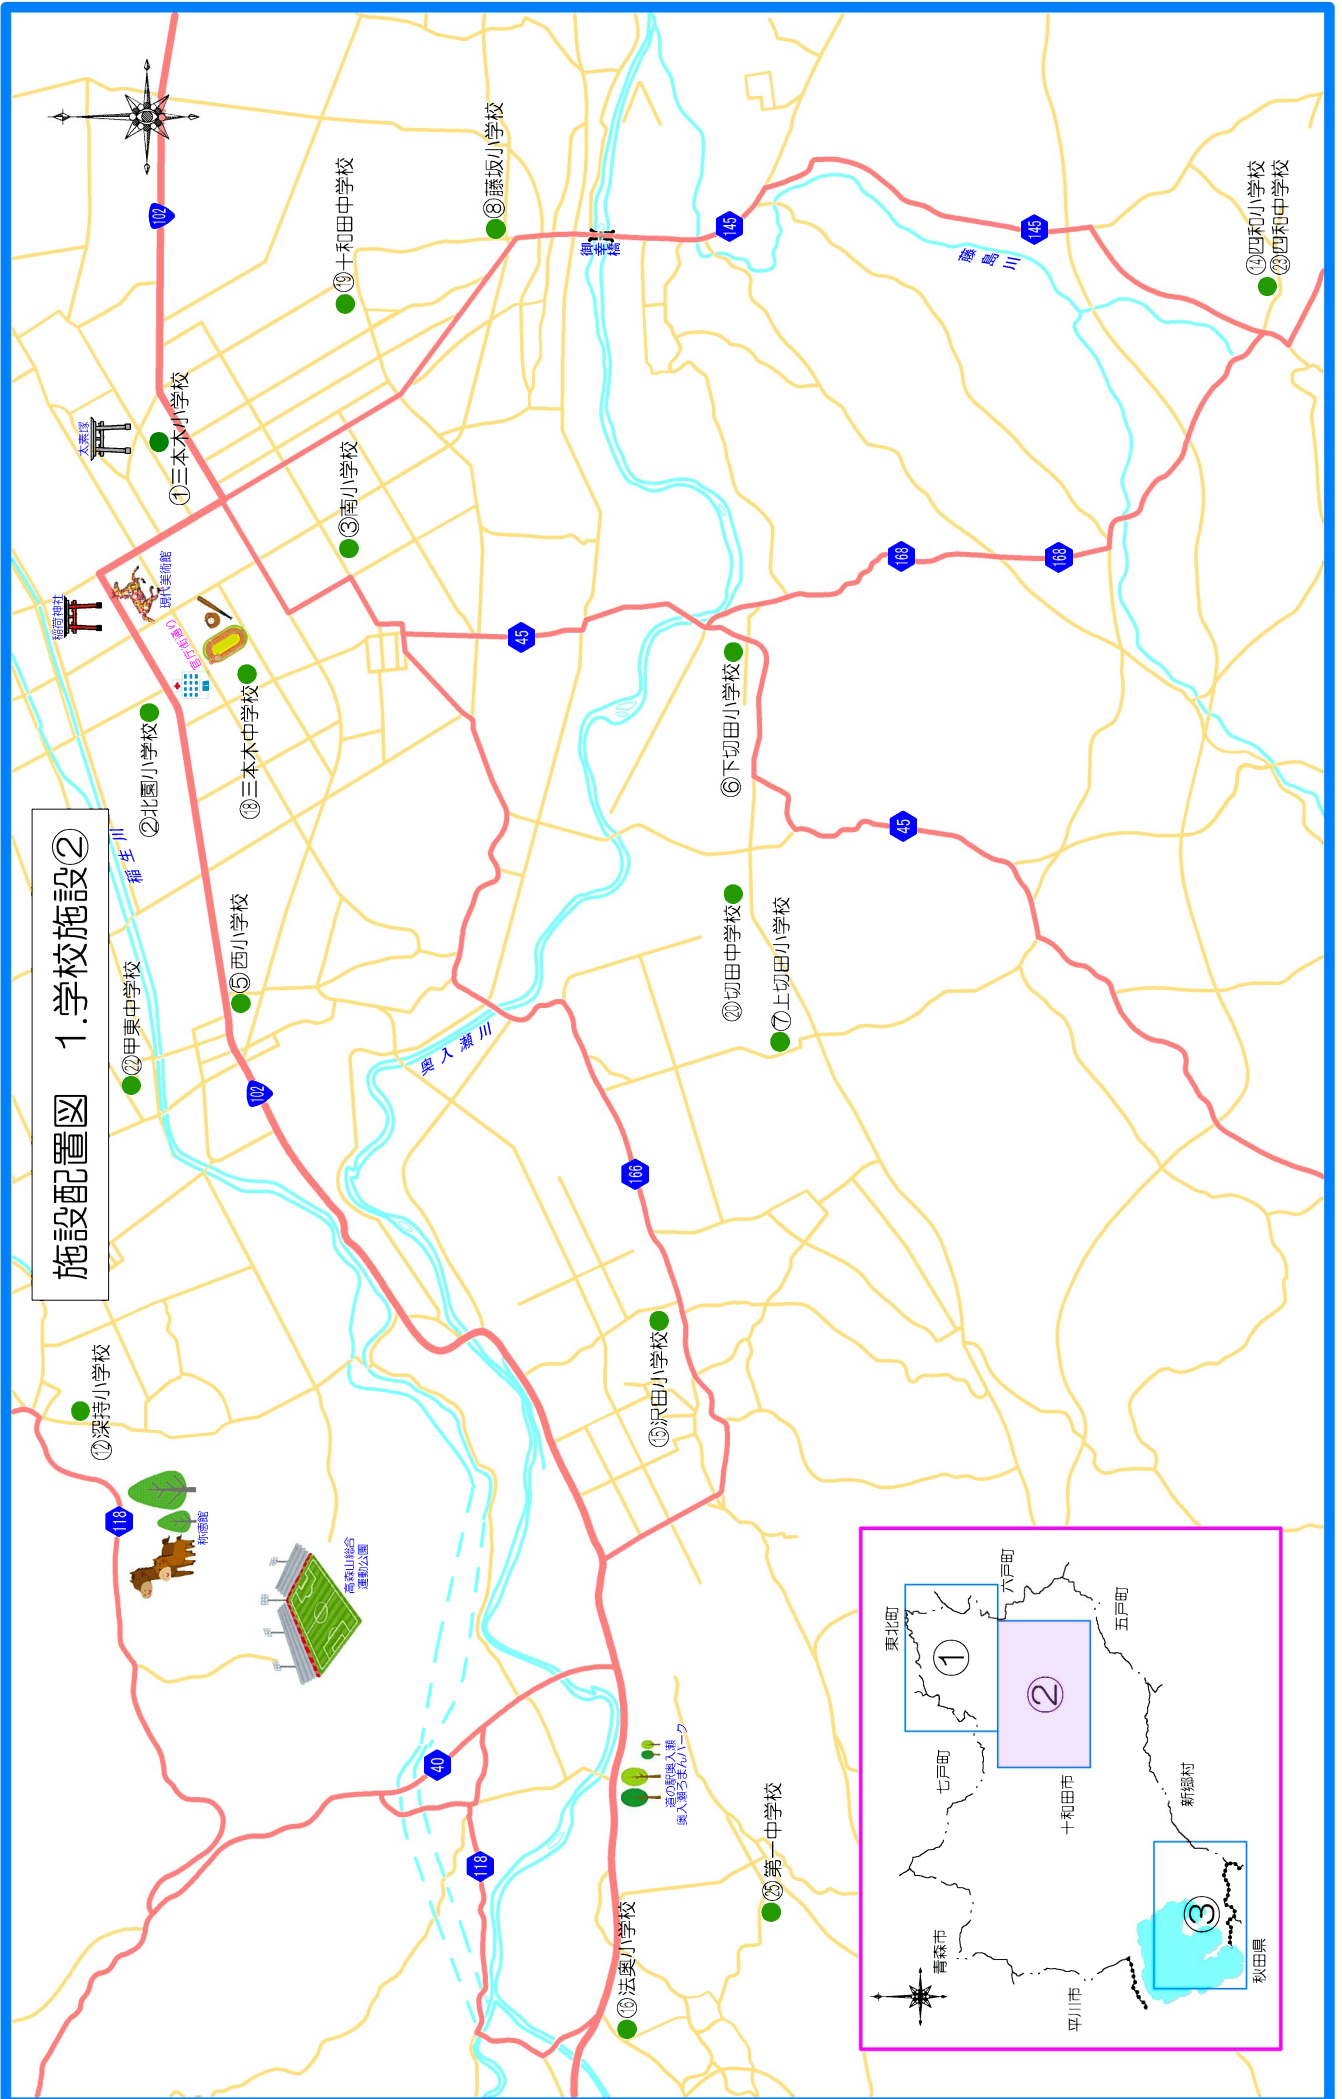 施設配置図　1.学校施設②
⑫深持小学校
118
称徳館
高森山総合
運動公園
㉒甲東中学校
稲生川
②北園小学校
稲荷神社
現代美術館
官庁街通り
⑱三本木中学校
太素塚
①三本木小学校
102
⑲十和田中学校
⑧藤坂小学校
③南小学校
⑤西小学校
102
奥入瀬川
45
御幸橋
145
藤島川
145
⑭四和小学校
㉓四和中学校
168
168
⑥下切田小学校
45
⑳切田中学校
⑦上切田小学校
166
⑮沢田小学校
40
118
道の駅奥入瀬
奥入瀬ろまんパーク
㉕第一中学校
⑯法奥小学校
東北町
六戸町
①
②
③
五戸町
七戸町
十和田市
新郷村
青森市
平川市
秋田県